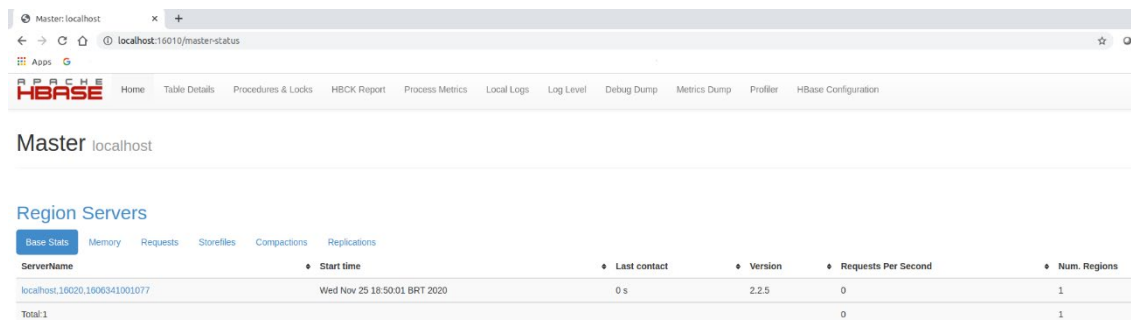 Master: localhost
localhost:16010/master-status
Apps
APACHE
HBASE Home Table Details Procedures & Locks HBCK Report Process Metrics Local Logs Log Level Debug Dump Metrics Dump Profiler HBase Configuration
Master localhost
Region Servers
Base Stats Memory Requests Storefiles Compactions Replications
ServerName Start time Last contact Version Requests Per Second Num. Regions
localhost,16020,1606341001077 Wed Nov 25 18:50:01 BRT 2020 0 s 2.2.5 0 1
Total:1 0 1